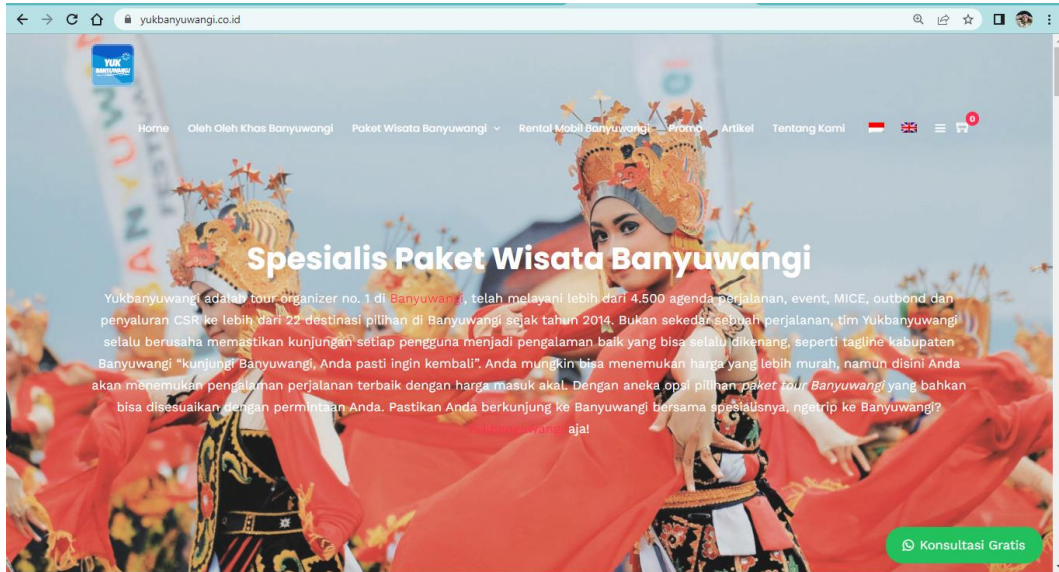 yukbanyuwangi.co.id
YUK
BANYUWANGI
Home Oleh Oleh Khas Banyuwangi Paket Wisata Banyuwangi Rental Mobil Banyuwangi Promo Artikel Tentang Kami 0
BANYUWANGI
Spesialis Paket Wisata Banyuwangi
Yukbanyuwangi adalah tour organizer no. 1 di Banyuwangi, telah melayani lebih dari 4.500 agenda perjalanan, event, MICE, outbond dan
penyaluran CSR ke lebih dari 22 destinasi pilihan di Banyuwangi sejak tahun 2014. Bukan sekedar sebuah perjalanan, tim Yukbanyuwangi
selalu berusaha memastikan kunjungan setiap pengguna menjadi pengalaman baik yang bisa selalu dikenang, seperti tagline kabupaten
Banyuwangi “kunjungi Banyuwangi, Anda pasti ingin kembali”. Anda mungkin bisa menemukan harga yang lebih murah, namun disini Anda
akan menemukan pengalaman perjalanan terbaik dengan harga masuk akal. Dengan aneka opsi pilihan paket tour Banyuwangi yang bahkan
bisa disesuaikan dengan permintaan Anda. Pastikan Anda berkunjung ke Banyuwangi bersama spesialisnya, ngetrip ke Banyuwangi?
aja!
Konsultasi Gratis